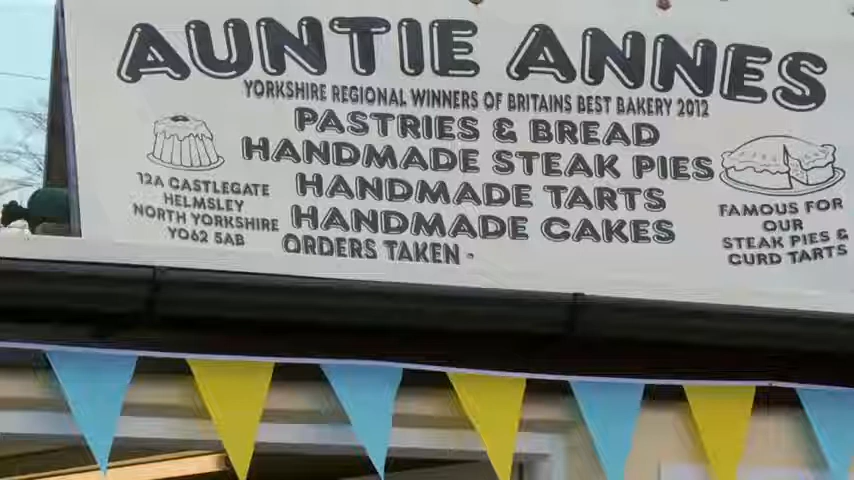 AUNTIE ANNES
YORKSHIRE REGIONAL WINNERS OF BRITAINS BEST BAKERY 2012
PASTRIES & BREAD
HANDMADE STEAK PIES
HANDMADE TARTS
HANDMADE CAKES
ORDERS TAKEN
12A CASTLEGATE
HELMSLEY
NORTH YORKSHIRE
YO62 5AB
FAMOUS FOR
OUR
STEAK PIES &
CURD TARTS